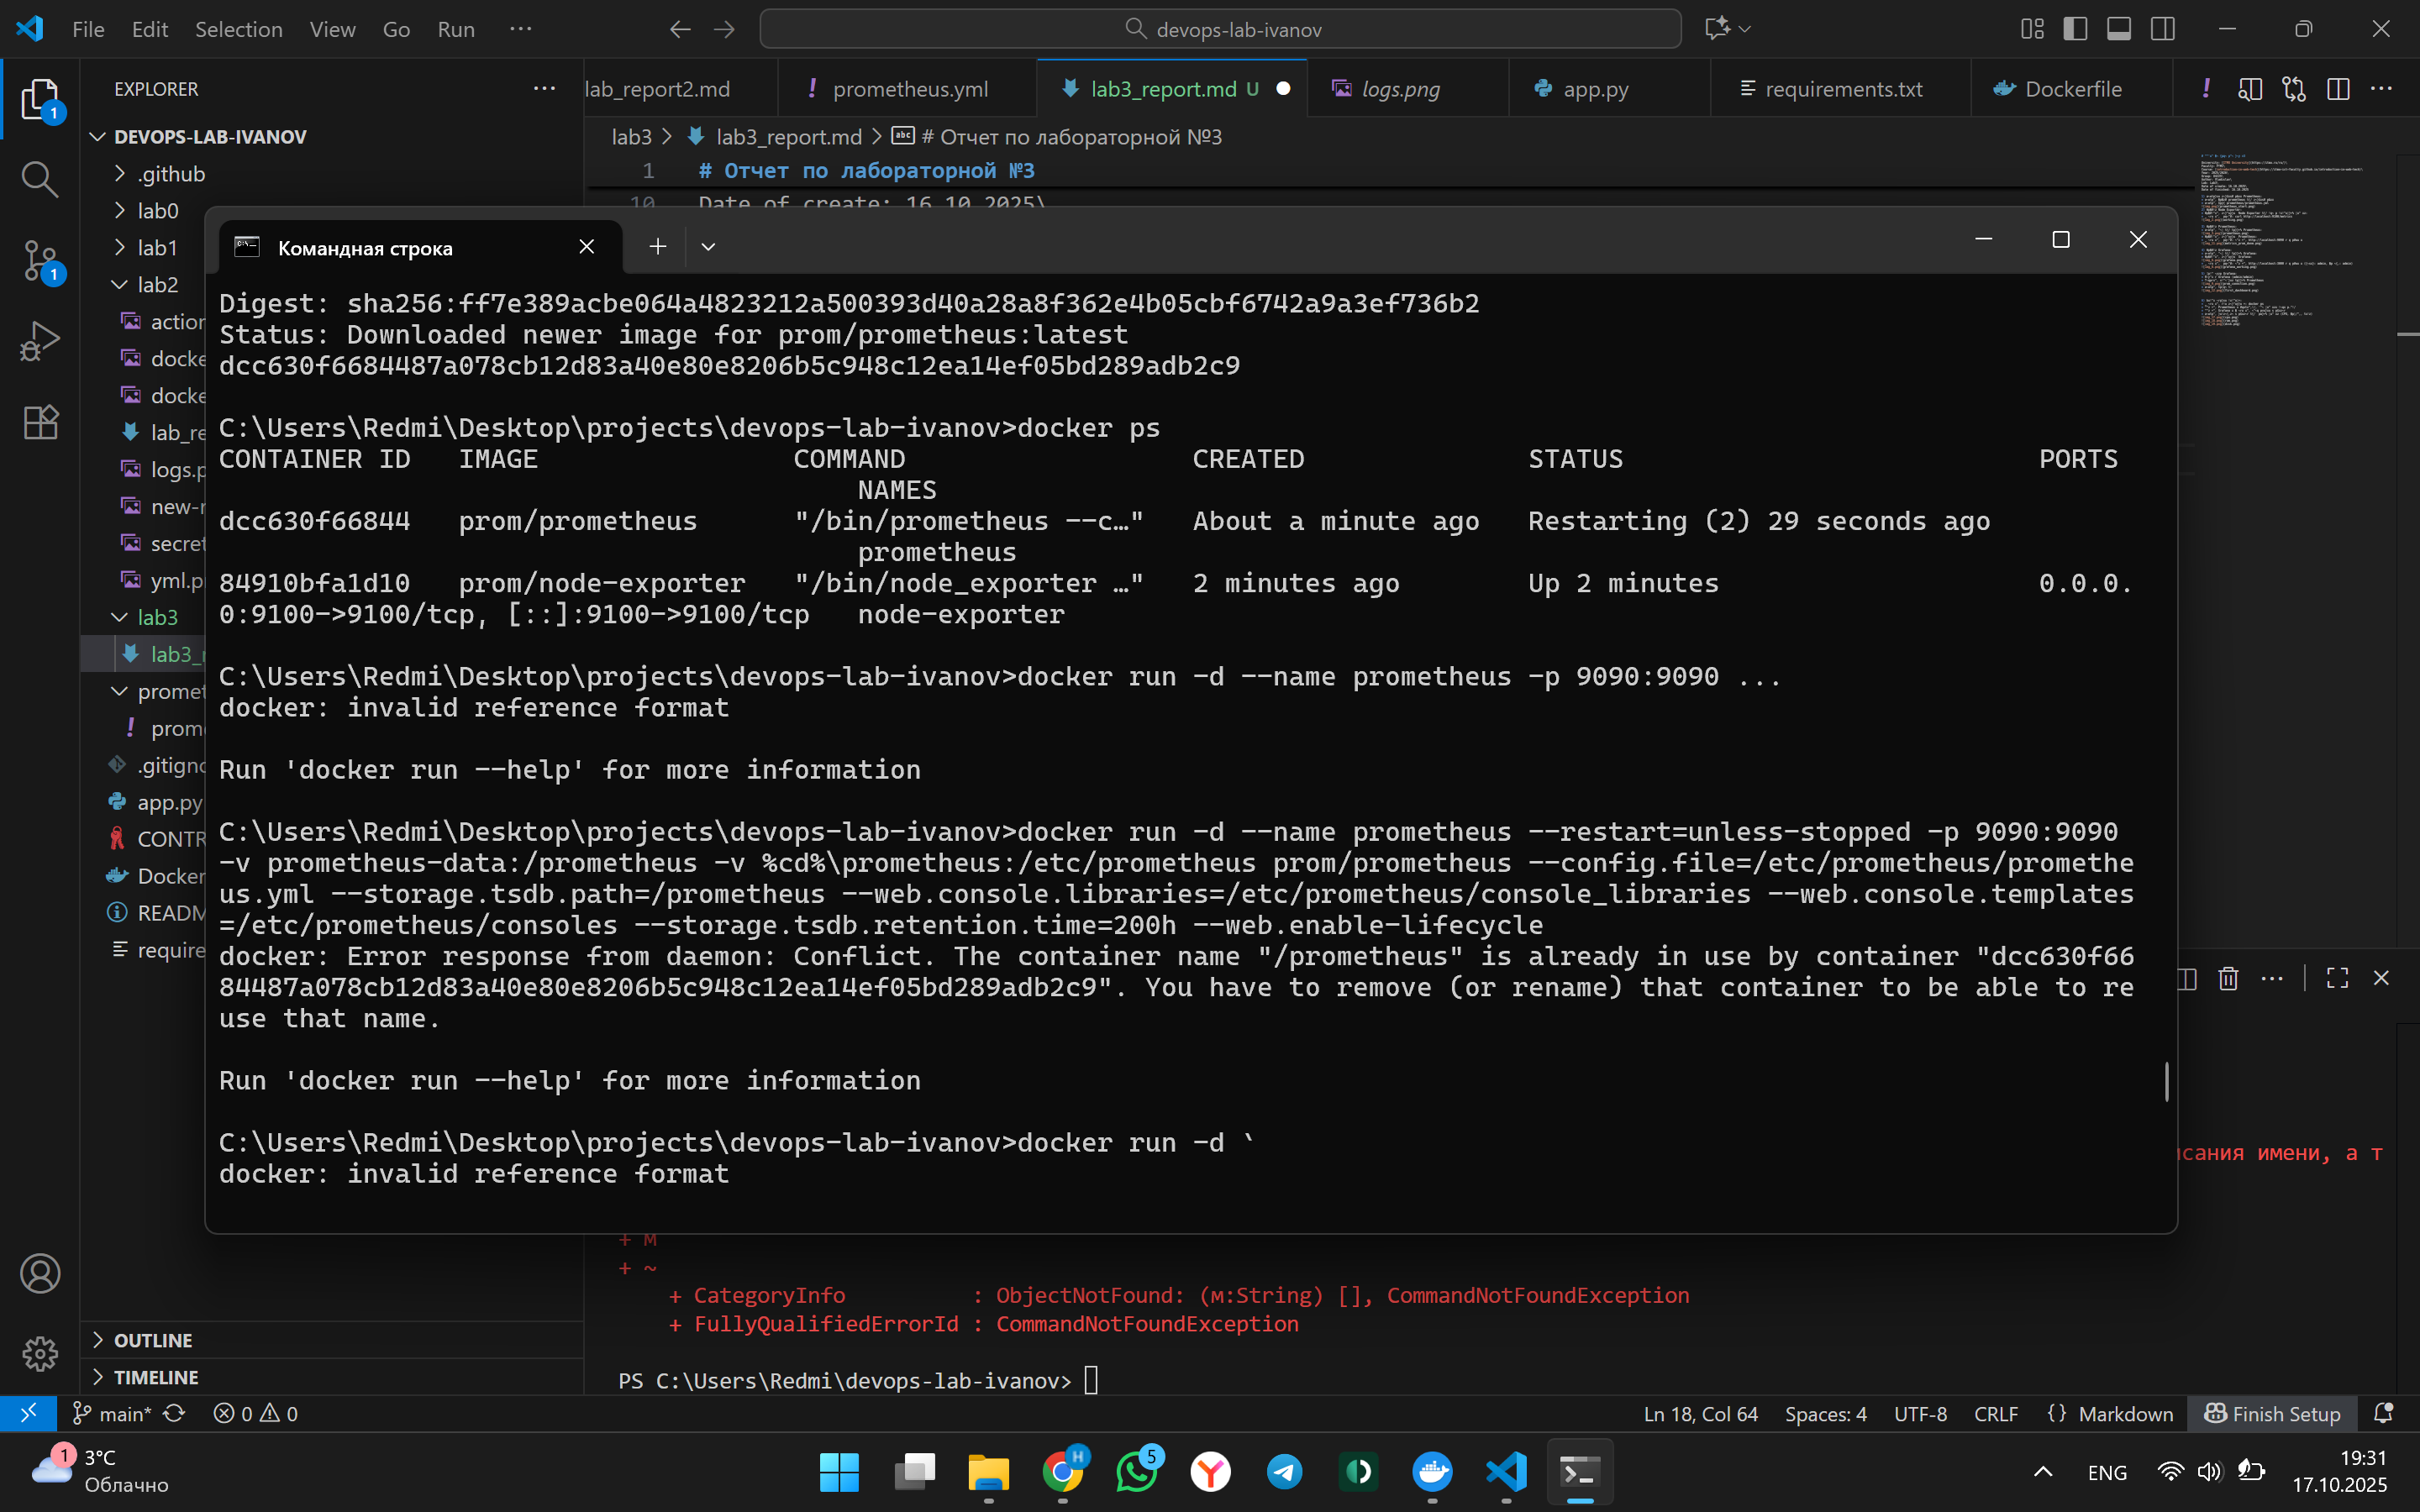 File Edit Selection View Go Run ···
devops-lab-ivanov
EXPLORER
lab_report2.md
prometheus.yml
lab3_report.md U
logs.png
app.py
requirements.txt
Dockerfile
1
DEVOPS-LAB-IVANOV
.github
lab0
lab1
lab2
action
docke
docke
lab_re
logs.p
new-r
secret
yml.p
lab3
lab3_r
promet
prom
.gitigno
app.py
CONTR
Docker
READM
require
1
OUTLINE
TIMELINE
lab3 > lab3_report.md > # Отчет по лабораторной №3
1 # Отчет по лабораторной №3
10 Date of create: 16.10.2025\
Командная строка
Digest: sha256:ff7e389acbe064a4823212a500393d40a28a8f362e4b05cbf6742a9a3ef736b2
Status: Downloaded newer image for prom/prometheus:latest
dcc630f6684487a078cb12d83a40e80e8206b5c948c12ea14ef05bd289adb2c9
C:\Users\Redmi\Desktop\projects\devops-lab-ivanov>docker ps
CONTAINER ID IMAGE COMMAND CREATED STATUS PORTS
NAMES
dcc630f66844 prom/prometheus "/bin/prometheus --c…" About a minute ago Restarting (2) 29 seconds ago
prometheus
84910bfa1d10 prom/node-exporter "/bin/node_exporter …" 2 minutes ago Up 2 minutes 0.0.0.
0:9100->9100/tcp, [::]:9100->9100/tcp node-exporter
C:\Users\Redmi\Desktop\projects\devops-lab-ivanov>docker run -d --name prometheus -p 9090:9090 ...
docker: invalid reference format
Run 'docker run --help' for more information
C:\Users\Redmi\Desktop\projects\devops-lab-ivanov>docker run -d --name prometheus --restart=unless-stopped -p 9090:9090
-v prometheus-data:/prometheus -v %cd%\prometheus:/etc/prometheus prom/prometheus --config.file=/etc/prometheus/promethe
us.yml --storage.tsdb.path=/prometheus --web.console.libraries=/etc/prometheus/console_libraries --web.console.templates
=/etc/prometheus/consoles --storage.tsdb.retention.time=200h --web.enable-lifecycle
docker: Error response from daemon: Conflict. The container name "/prometheus" is already in use by container "dcc630f66
84487a078cb12d83a40e80e8206b5c948c12ea14ef05bd289adb2c9". You have to remove (or rename) that container to be able to re
use that name.
Run 'docker run --help' for more information
C:\Users\Redmi\Desktop\projects\devops-lab-ivanov>docker run -d `
docker: invalid reference format
исания имени, а т
+ м
+ ~
+ CategoryInfo : ObjectNotFound: (м:String) [], CommandNotFoundException
+ FullyQualifiedErrorId : CommandNotFoundException
PS C:\Users\Redmi\devops-lab-ivanov>
main* 0 0
Ln 18, Col 64 Spaces: 4 UTF-8 CRLF {} Markdown Finish Setup
1
3°C
Облачно
H
5
ENG
19:31
17.10.2025